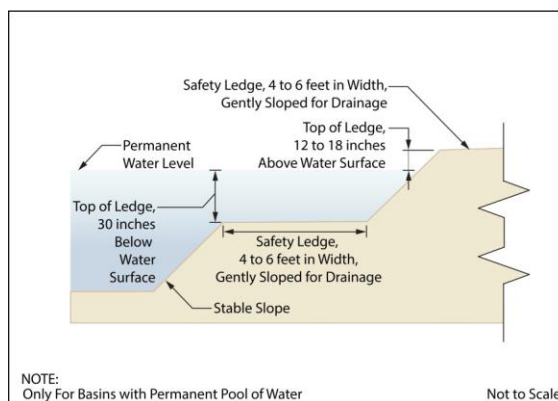 Safety Ledge, 4 to 6 feet in Width,
Gently Sloped for Drainage
Top of Ledge,
12 to 18 inches
Above Water Surface
Permanent
Water Level
Top of Ledge,
30 inches
Below
Water
Surface
Safety Ledge,
4 to 6 feet in Width,
Gently Sloped for Drainage
Stable Slope
NOTE:
Only For Basins with Permanent Pool of Water
Not to Scale